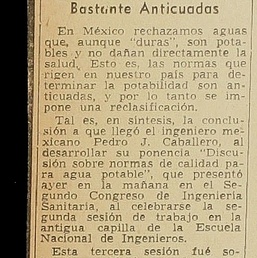 Bastante Anticuadas
En México rechazamos aguas
que, aunque "duras", son pota-
bles y no dañan directamente la
salud. Esto es, las normas que
rigen en nuestro país para de-
terminar la potabilidad son an-
ticuadas, y por lo tanto se im-
pone una reclasificación.
Tal es, en síntesis, la conclu-
sión a que llegó el ingeniero me-
xicano Pedro J. Caballero, al
desarrollar su ponencia "Discu-
sión sobre normas de calidad pa-
ra agua potable", que presentó
ayer en la mañana en el Se-
gundo Congreso de Ingeniería
Sanitaria, al celebrarse la se-
gunda sesión de trabajo en la
antigua capilla de la Escuela
Nacional de Ingenieros.
Esta tercera sesión fué so-